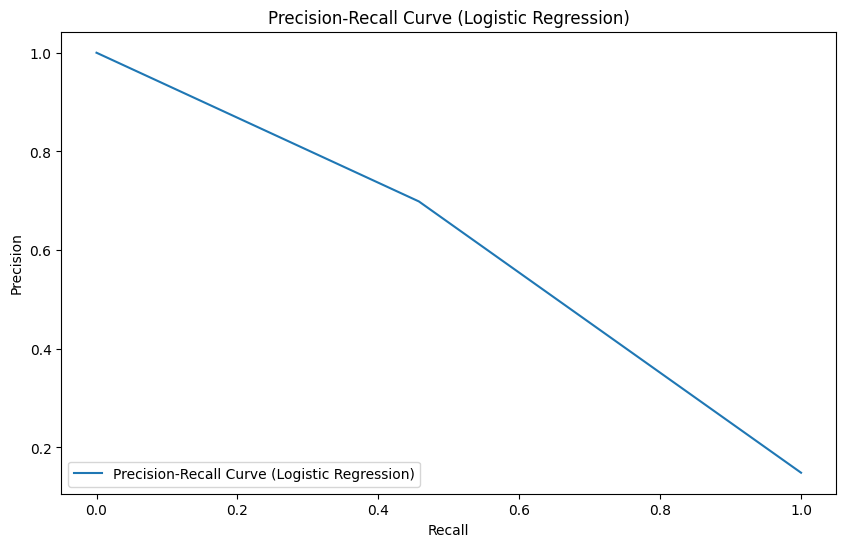 Precision-Recall Curve (Logistic Regression)
1.0
0.8
0.6
0.4
0.2
Precision
Precision-Recall Curve (Logistic Regression)
0.0 0.2 0.4 0.6 0.8 1.0
Recall